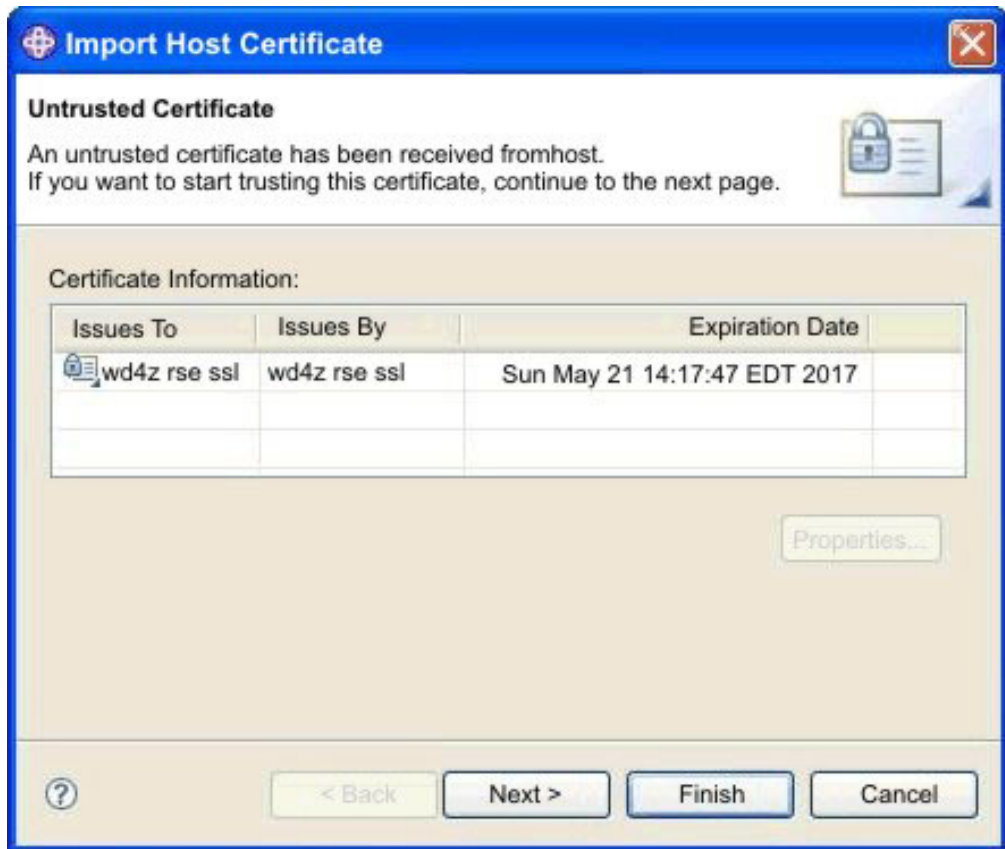 Import Host Certificate
Untrusted Certificate
An untrusted certificate has been received fromhost.
If you want to start trusting this certificate, continue to the next page.
Certificate Information:
Issues To Issues By Expiration Date
wd4z rse ssl wd4z rse ssl Sun May 21 14:17:47 EDT 2017
Properties...
? < Back Next > Finish Cancel